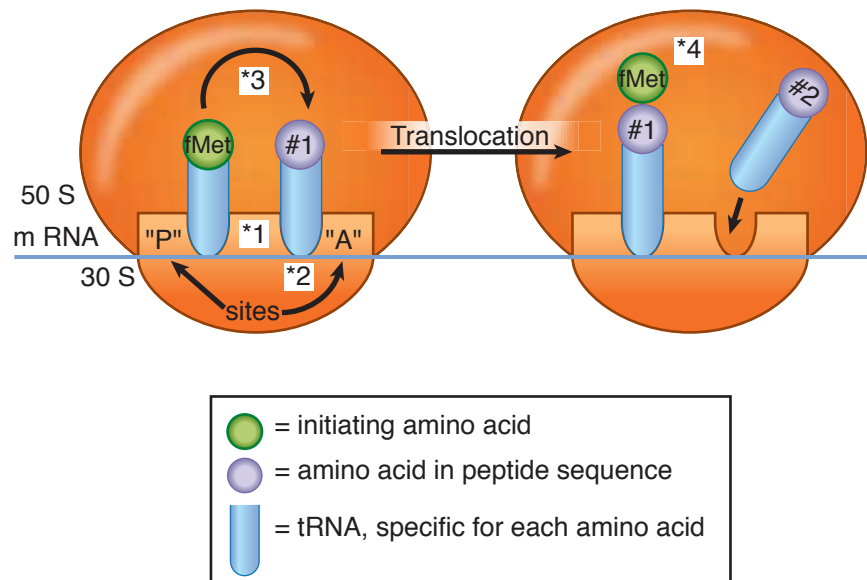 *3
*4
fMet
#1
Translocation
fMet
#1
#2
50 S
m RNA
"P"
*1
"A"
30 S
*2
sites
= initiating amino acid
= amino acid in peptide sequence
= tRNA, specific for each amino acid